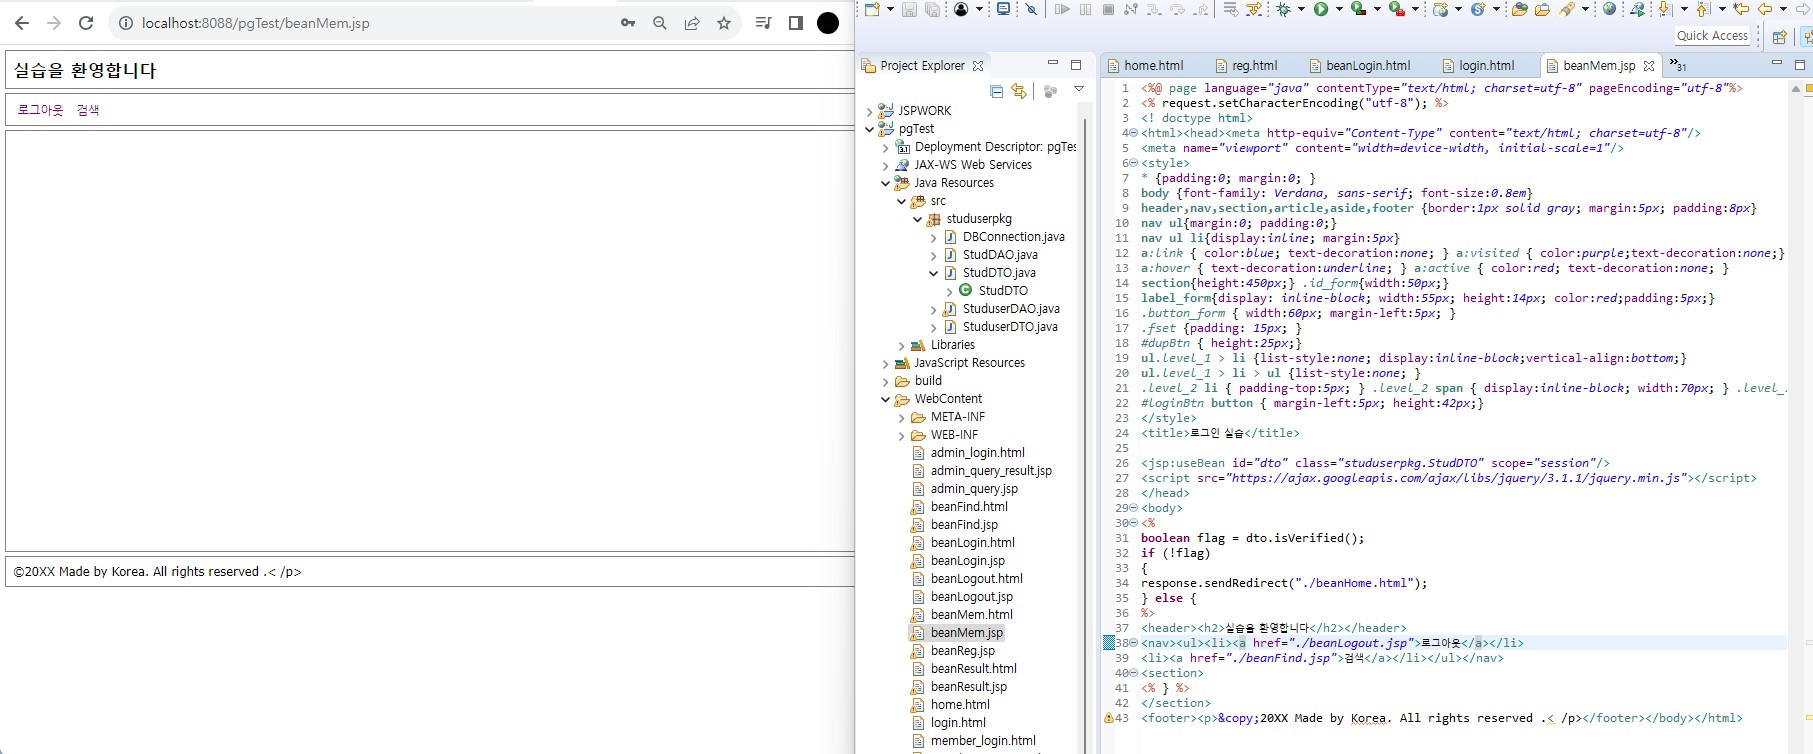 localhost:8088/pgTest/beanMem.jsp
실습을 환영합니다
로그아웃 검색
©20XX Made by Korea. All rights reserved .< /p>
Quick Access
Project Explorer
JSPWORK
pgTest
Deployment Descriptor: pgTes
JAX-WS Web Services
Java Resources
src
studuserpkg
DBConnection.java
StudDAO.java
StudDTO.java
StudDTO
StuduserDAO.java
StuduserDTO.java
Libraries
JavaScript Resources
build
WebContent
META-INF
WEB-INF
admin_login.html
admin_query_result.jsp
admin_query.jsp
beanFind.html
beanFind.jsp
beanLogin.html
beanLogin.jsp
beanLogout.html
beanLogout.jsp
beanMem.html
beanMem.jsp
beanReg.jsp
beanResult.html
beanResult.jsp
home.html
login.html
member_login.html
home.html reg.html beanLogin.html login.html beanMem.jsp »31
1 <%@ page language="java" contentType="text/html; charset=utf-8" pageEncoding="utf-8"%>
2 <% request.setCharacterEncoding("utf-8"); %>
3 <! doctype html>
4 <html><head><meta http-equiv="Content-Type" content="text/html; charset=utf-8"/>
5 <meta name="viewport" content="width=device-width, initial-scale=1"/>
6 <style>
7 * {padding:0; margin:0; }
8 body {font-family: Verdana, sans-serif; font-size:0.8em}
9 header,nav,section,article,aside,footer {border:1px solid gray; margin:5px; padding:8px}
10 nav ul{margin:0; padding:0;}
11 nav ul li{display:inline; margin:5px}
12 a:link { color:blue; text-decoration:none; } a:visited { color:purple;text-decoration:none;}
13 a:hover { text-decoration:underline; } a:active { color:red; text-decoration:none; }
14 section{height:450px;} .id_form{width:50px;}
15 label_form{display: inline-block; width:55px; height:14px; color:red;padding:5px;}
16 .button_form { width:60px; margin-left:5px; }
17 .fset {padding: 15px; }
18 #dupBtn { height:25px;}
19 ul.level_1 > li {list-style:none; display:inline-block;vertical-align:bottom;}
20 ul.level_1 > li > ul {list-style:none; }
21 .level_2 li { padding-top:5px; } .level_2 span { display:inline-block; width:70px; } .level_
22 #loginBtn button { margin-left:5px; height:42px;}
23 </style>
24 <title>로그인 실습</title>
25
26 <jsp:useBean id="dto" class="studuserpkg.StudDTO" scope="session"/>
27 <script src="https://ajax.googleapis.com/ajax/libs/jquery/3.1.1/jquery.min.js"></script>
28 </head>
29 <body>
30 <%
31 boolean flag = dto.isVerified();
32 if (!flag)
33 {
34 response.sendRedirect("./beanHome.html");
35 } else {
36 %>
37 <header><h2>실습을 환영합니다</h2></header>
38 <nav><ul><li><a href="./beanLogout.jsp">로그아웃</a></li>
39 <li><a href="./beanFind.jsp">검색</a></li></ul></nav>
40 <section>
41 <% } %>
42 </section>
43 <footer><p>&copy;20XX Made by Korea. All rights reserved .< /p></footer></body></html>